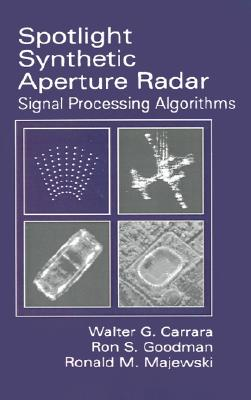 Spotlight
Synthetic
Aperture Radar
Signal Processing Algorithms
Walter G. Carrara
Ron S. Goodman
Ronald M. Majewski